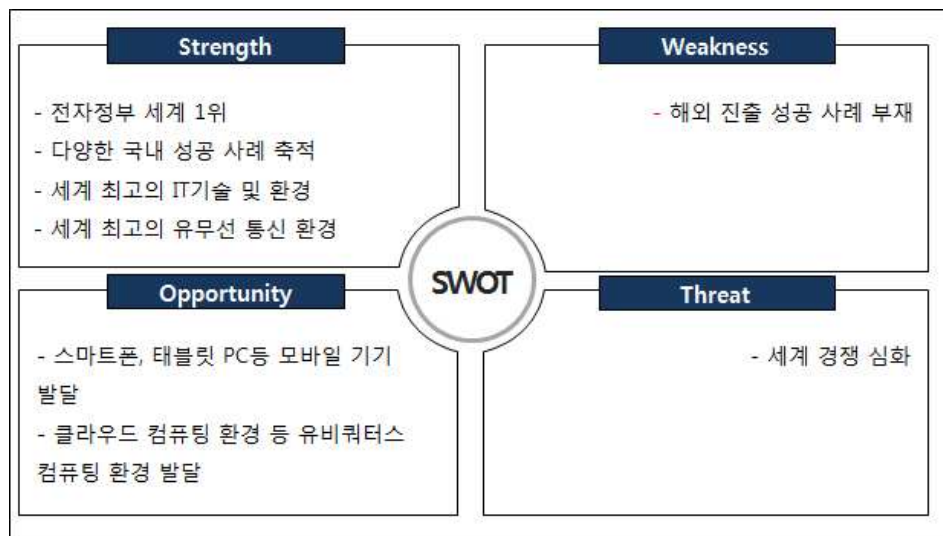 Strength
- 전자정부 세계 1위
- 다양한 국내 성공 사례 축적
- 세계 최고의 IT기술 및 환경
- 세계 최고의 유무선 통신 환경
Weakness
- 해외 진출 성공 사례 부재
SWOT
Opportunity
- 스마트폰, 태블릿 PC등 모바일 기기
발달
- 클라우드 컴퓨팅 환경 등 유비쿼터스
컴퓨팅 환경 발달
Threat
- 세계 경쟁 심화